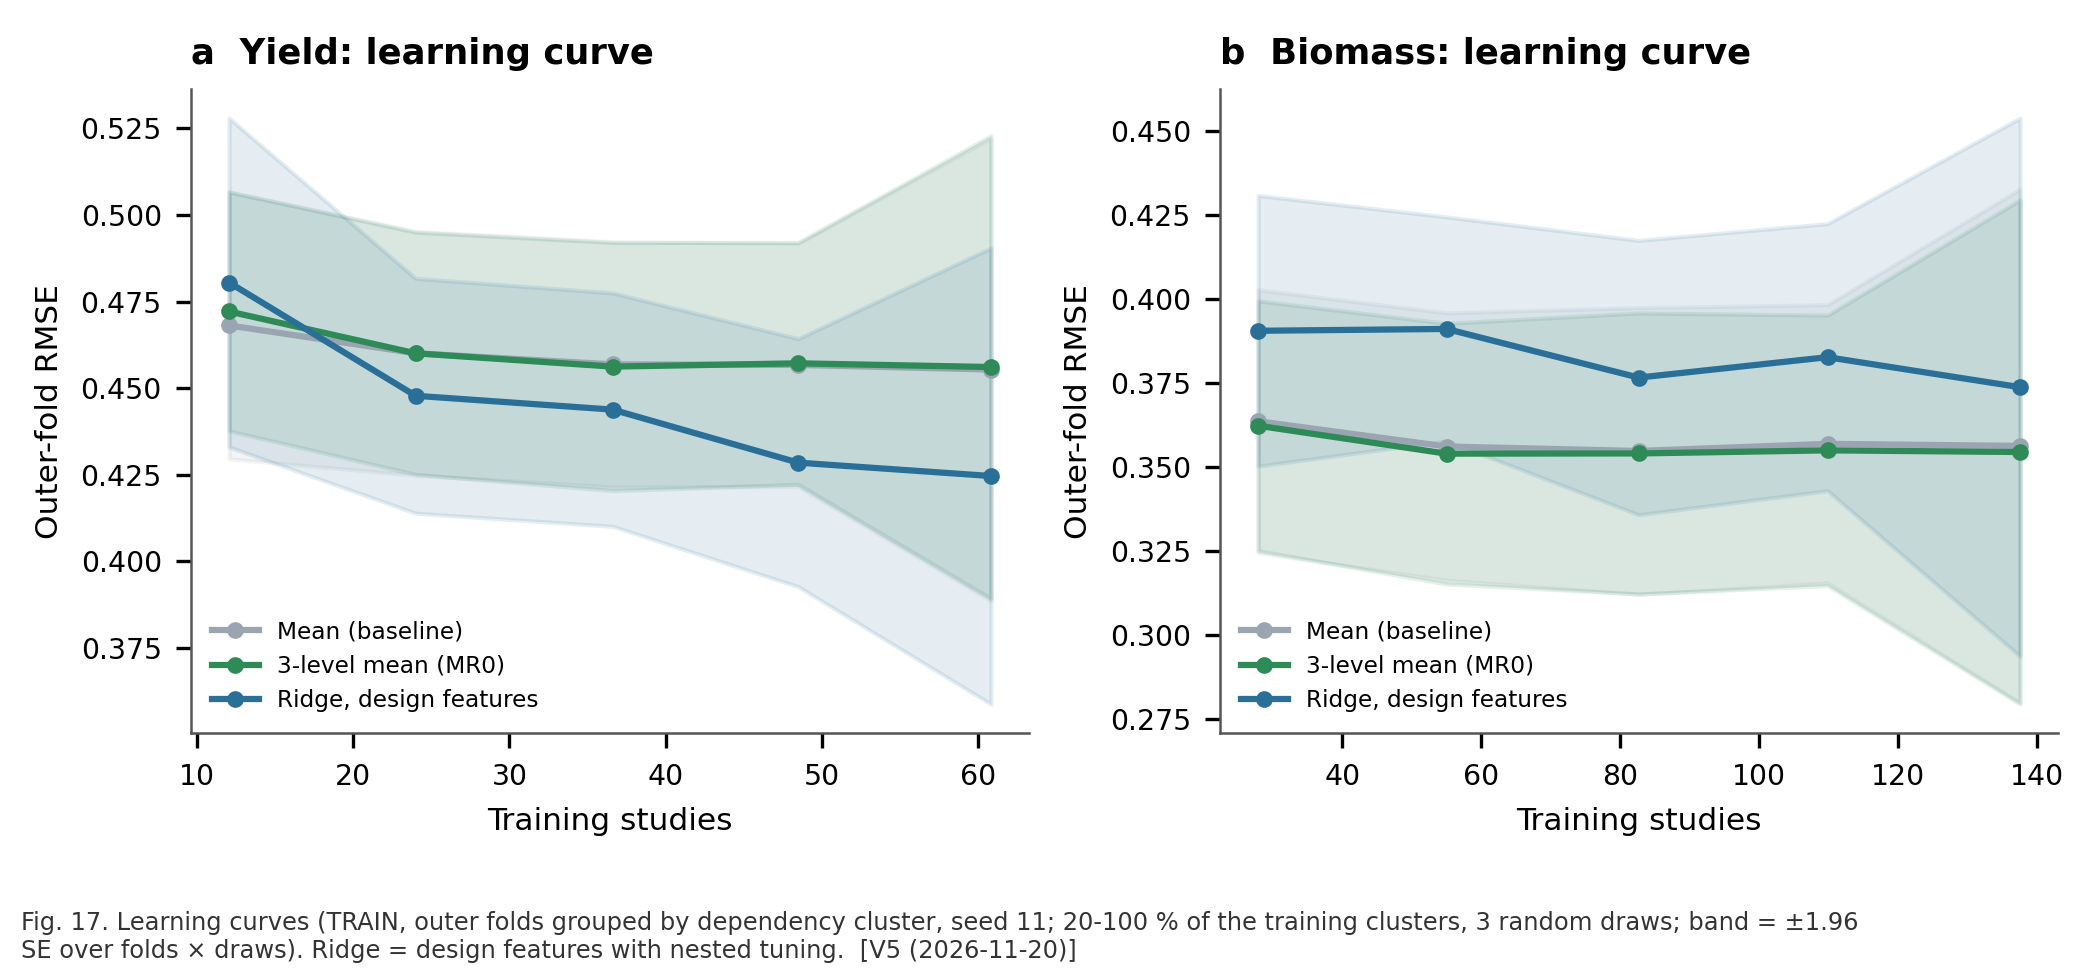 a  Yield: learning curve
Outer-fold RMSE
0.525
0.500
0.475
0.450
0.425
0.400
0.375
Mean (baseline)
3-level mean (MR0)
Ridge, design features
10 20 30 40 50 60
Training studies
b  Biomass: learning curve
Outer-fold RMSE
0.450
0.425
0.400
0.375
0.350
0.325
0.300
0.275
Mean (baseline)
3-level mean (MR0)
Ridge, design features
40 60 80 100 120 140
Training studies
Fig. 17. Learning curves (TRAIN, outer folds grouped by dependency cluster, seed 11; 20-100 % of the training clusters, 3 random draws; band = ±1.96
SE over folds × draws). Ridge = design features with nested tuning.  [V5 (2026-11-20)]